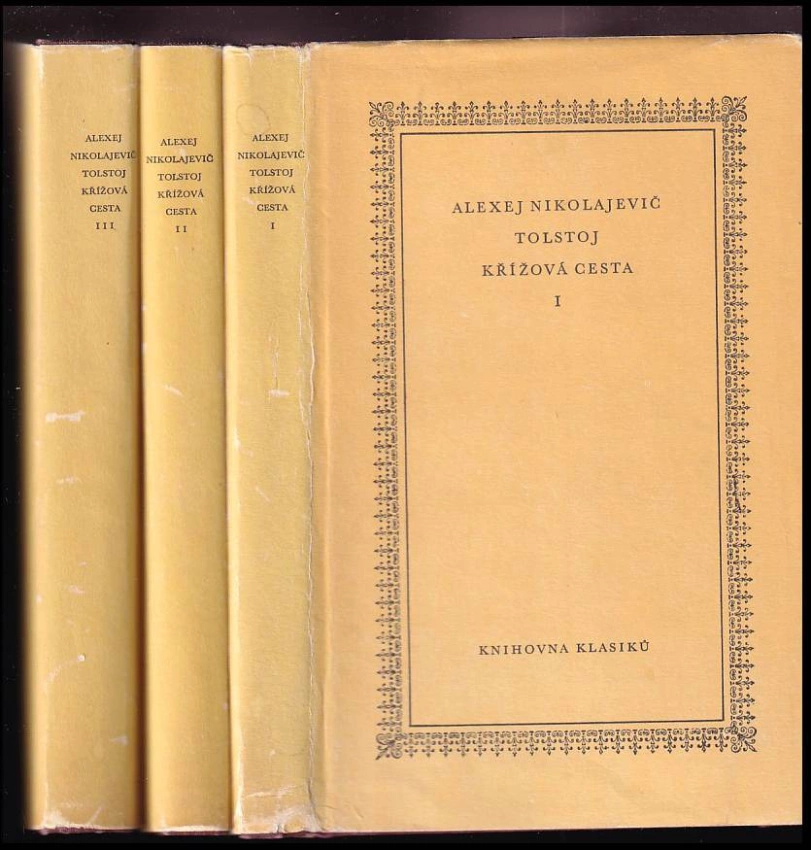 ALEXEJ
NIKOLAJEVIČ
TOLSTOJ
KŘÍŽOVÁ
CESTA
III
ALEXEJ
NIKOLAJEVIČ
TOLSTOJ
KŘÍŽOVÁ
CESTA
II
ALEXEJ
NIKOLAJEVIČ
TOLSTOJ
KŘÍŽOVÁ
CESTA
I
ALEXEJ NIKOLAJEVIČ
TOLSTOJ
KŘÍŽOVÁ CESTA
I
KNIHOVNA KLASIKŮ